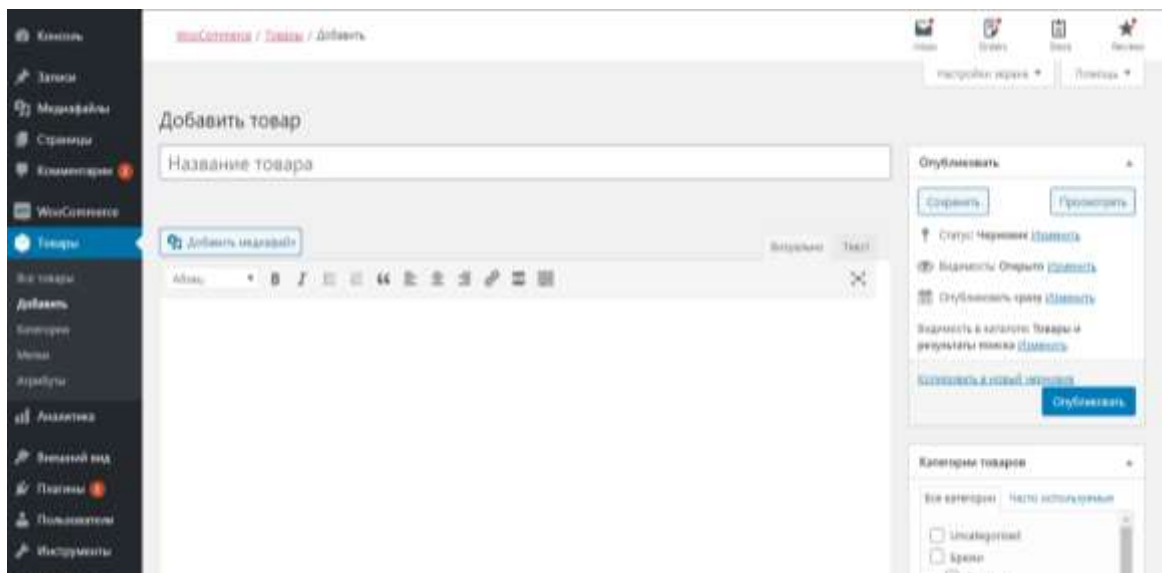 Консоль
Записи
Медиафайлы
Страницы
Комментарии 2
WooCommerce
Товары
Все товары
Добавить
Категории
Метки
Атрибуты
Аналитика
Внешний вид
Плагины
Пользователи
Инструменты
WooCommerce / Товары / Добавить
Inbox Orders Stock Reviews
Настройки экрана Помощь
Добавить товар
Название товара
Добавить медиафайл
Визуально Текст
Абзац
Опубликовать
Сохранить Просмотреть
Статус: Черновик Изменить
Видимость: Открыто Изменить
Опубликовать сразу Изменить
Видимость в каталоге: Товары и
результаты поиска Изменить
Копировать в новый черновик
Опубликовать
Категории товаров
Все категории Часто используемые
Uncategorised
Брюки